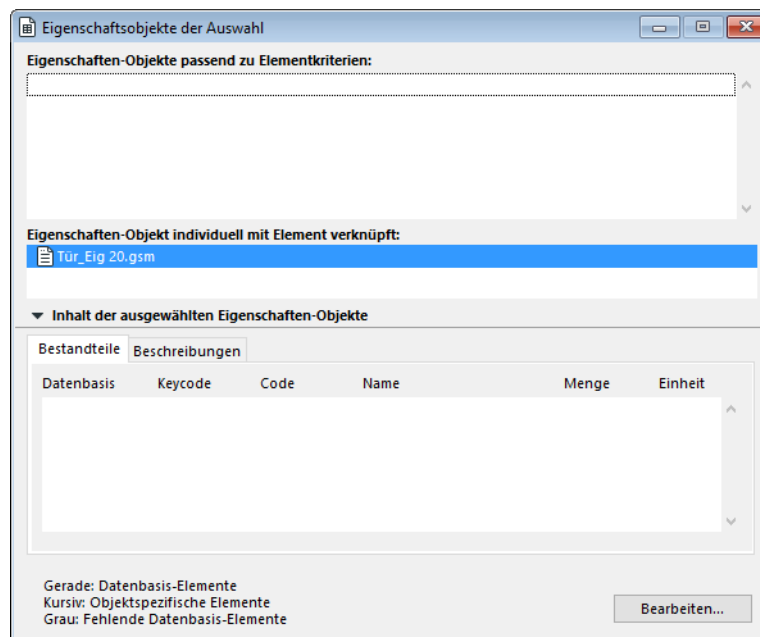 Eigenschaftsobjekte der Auswahl
Eigenschaften-Objekte passend zu Elementkriterien:
Eigenschaften-Objekt individuell mit Element verknüpft:
Tür_Eig 20.gsm
Inhalt der ausgewählten Eigenschaften-Objekte
Bestandteile Beschreibungen
Datenbasis Keycode Code Name Menge Einheit
Gerade: Datenbasis-Elemente
Kursiv: Objektspezifische Elemente
Grau: Fehlende Datenbasis-Elemente
Bearbeiten...